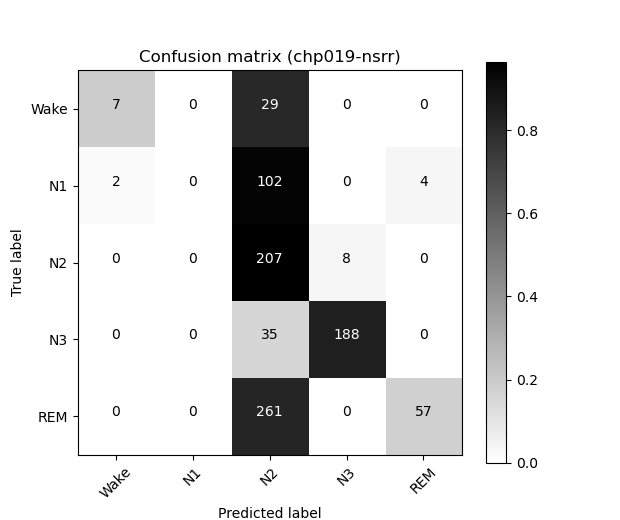 Confusion matrix (chp019-nsrr)
True label
Wake 7 0 29 0 0
N1 2 0 102 0 4
N2 0 0 207 8 0
N3 0 0 35 188 0
REM 0 0 261 0 57
Wake N1 N2 N3 REM
Predicted label
0.8
0.6
0.4
0.2
0.0